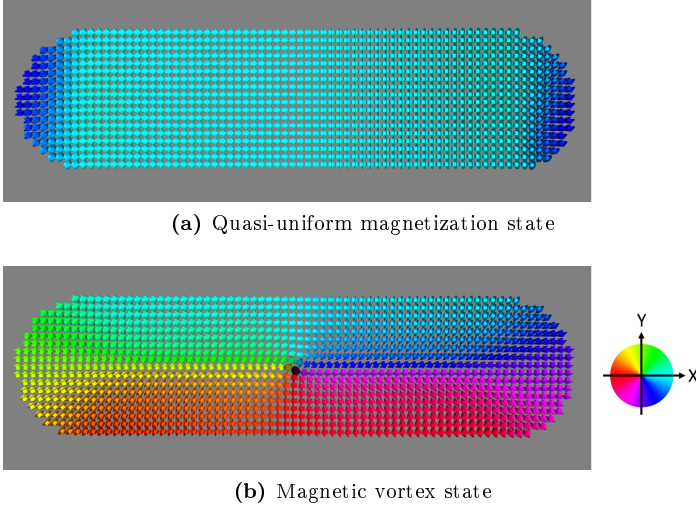 (a) Quasi-uniform magnetization state
Y
X
(b) Magnetic vortex state